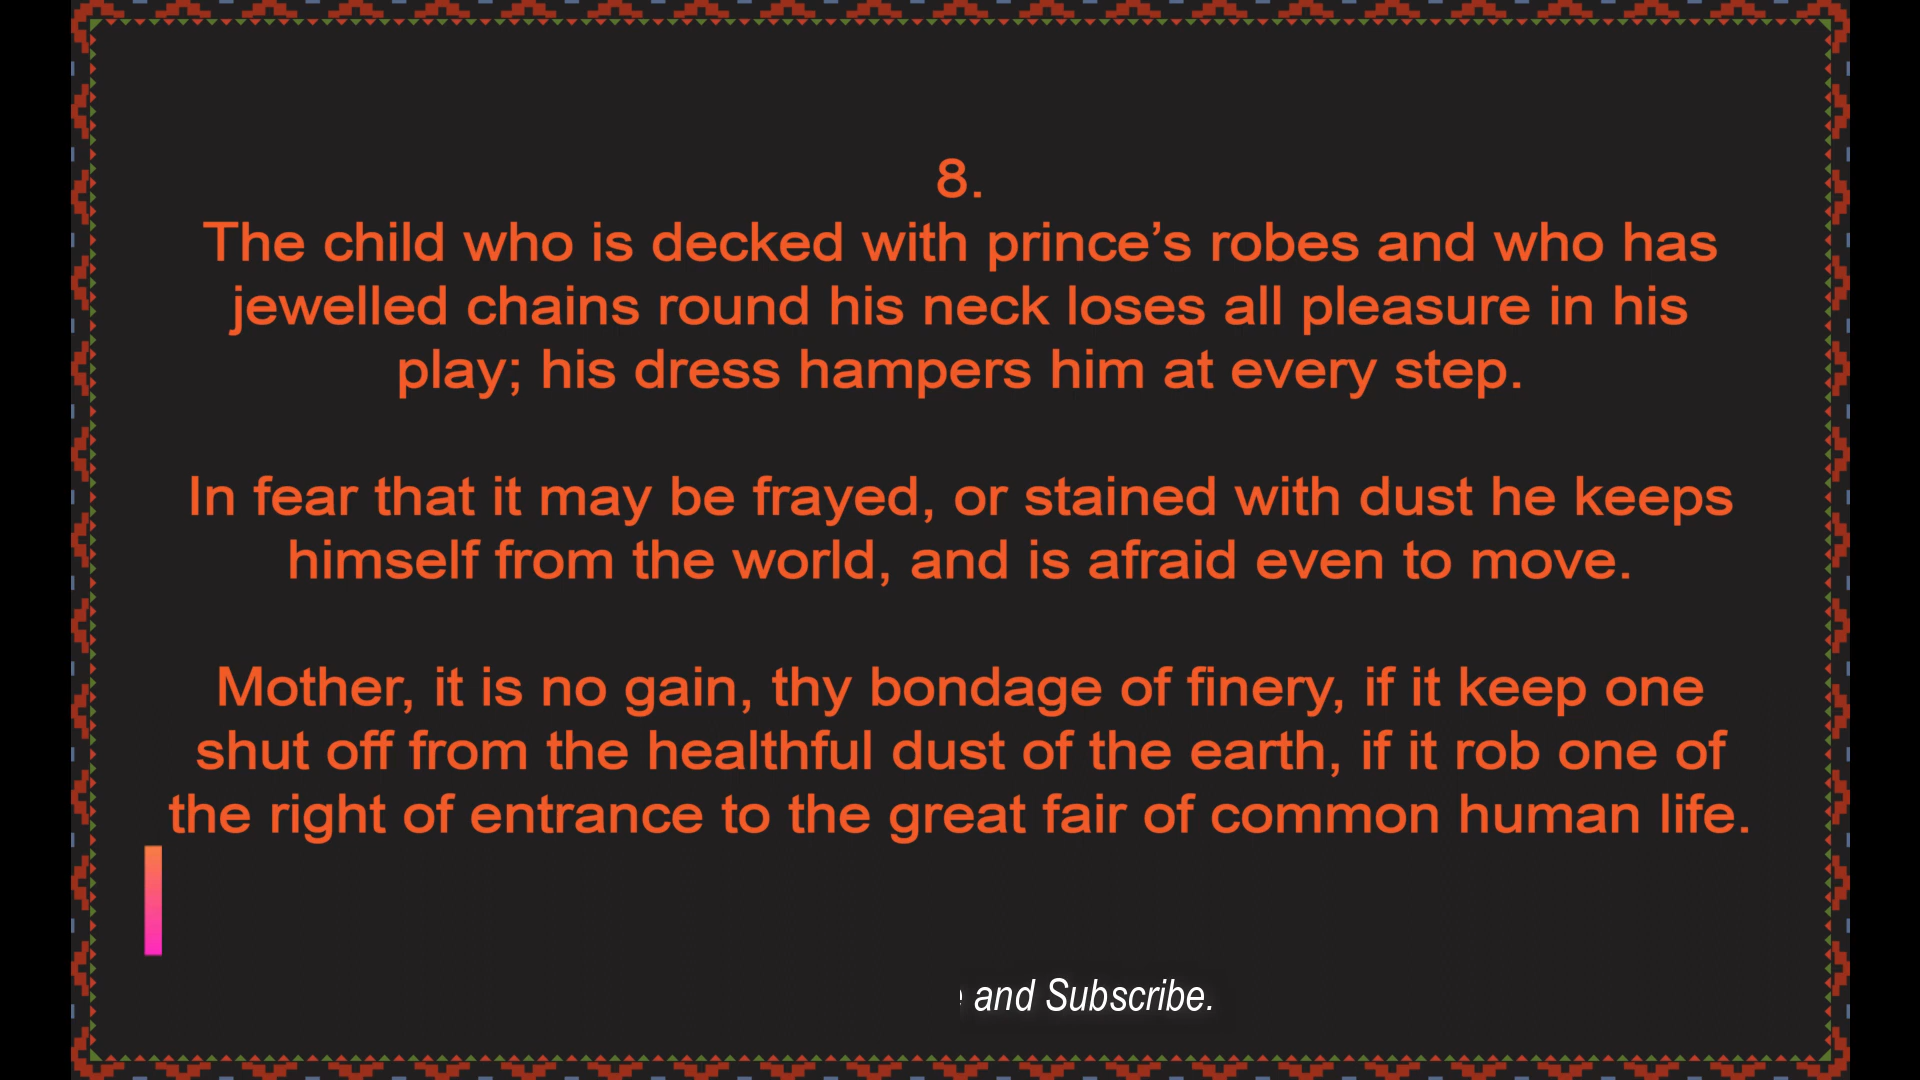 8.
The child who is decked with prince’s robes and who has
jewelled chains round his neck loses all pleasure in his
play; his dress hampers him at every step.
In fear that it may be frayed, or stained with dust he keeps
himself from the world, and is afraid even to move.
Mother, it is no gain, thy bondage of finery, if it keep one
shut off from the healthful dust of the earth, if it rob one of
the right of entrance to the great fair of common human life.
and Subscribe.